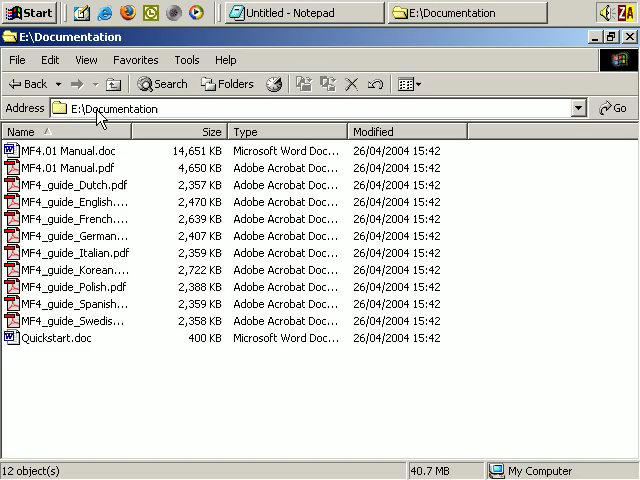 Start Untitled - Notepad E:\Documentation ZA
E:\Documentation
File Edit View Favorites Tools Help
Back Search Folders
Address E:\Documentation Go
Name Size Type Modified
MF4.01 Manual.doc 14,651 KB Microsoft Word Doc... 26/04/2004 15:42
MF4.01 Manual.pdf 4,650 KB Adobe Acrobat Doc... 26/04/2004 15:42
MF4_guide_Dutch.pdf 2,357 KB Adobe Acrobat Doc... 26/04/2004 15:42
MF4_guide_English.... 2,470 KB Adobe Acrobat Doc... 26/04/2004 15:42
MF4_guide_French.... 2,639 KB Adobe Acrobat Doc... 26/04/2004 15:42
MF4_guide_German... 2,407 KB Adobe Acrobat Doc... 26/04/2004 15:42
MF4_guide_Italian.pdf 2,359 KB Adobe Acrobat Doc... 26/04/2004 15:42
MF4_guide_Korean.... 2,722 KB Adobe Acrobat Doc... 26/04/2004 15:42
MF4_guide_Polish.pdf 2,388 KB Adobe Acrobat Doc... 26/04/2004 15:42
MF4_guide_Spanish... 2,359 KB Adobe Acrobat Doc... 26/04/2004 15:42
MF4_guide_Swedis... 2,358 KB Adobe Acrobat Doc... 26/04/2004 15:42
Quickstart.doc 400 KB Microsoft Word Doc... 26/04/2004 15:42
12 object(s) 40.7 MB My Computer